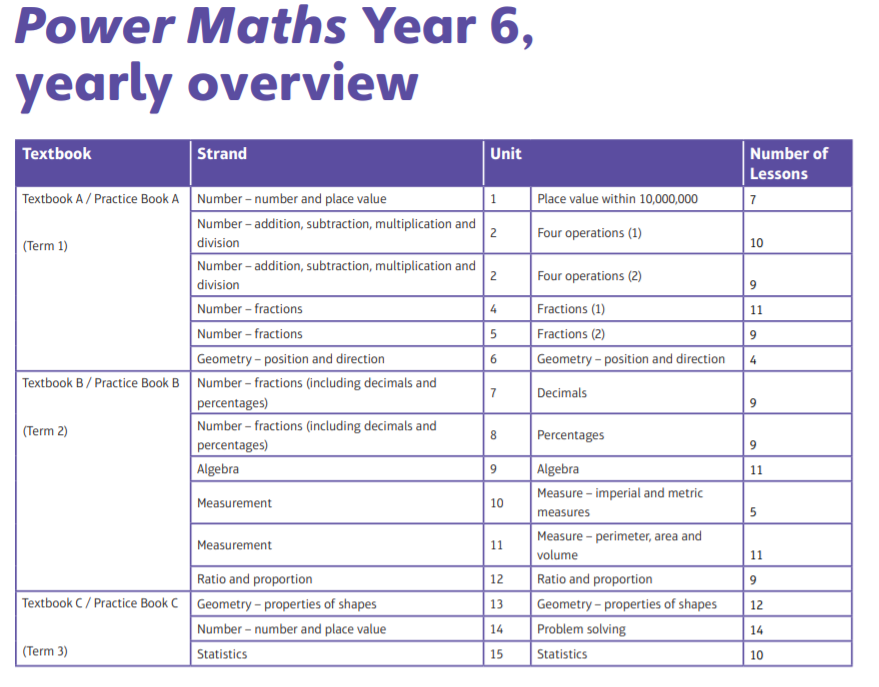 Power Maths Year 6,
yearly overview
Textbook Strand Unit Number of
Lessons
Textbook A / Practice Book A Number – number and place value 1 Place value within 10,000,000 7
(Term 1)
Number – addition, subtraction, multiplication and
division 2 Four operations (1) 10
Number – addition, subtraction, multiplication and
division 2 Four operations (2) 9
Number – fractions 4 Fractions (1) 11
Number – fractions 5 Fractions (2) 9
Geometry – position and direction 6 Geometry – position and direction 4
Textbook B / Practice Book B Number – fractions (including decimals and
percentages) 7 Decimals 9
(Term 2)
Number – fractions (including decimals and
percentages) 8 Percentages 9
Algebra 9 Algebra 11
Measurement 10 Measure – imperial and metric
measures 5
Measurement 11 Measure – perimeter, area and
volume 11
Ratio and proportion 12 Ratio and proportion 9
Textbook C / Practice Book C Geometry – properties of shapes 13 Geometry – properties of shapes 12
Number – number and place value 14 Problem solving 14
(Term 3) Statistics 15 Statistics 10